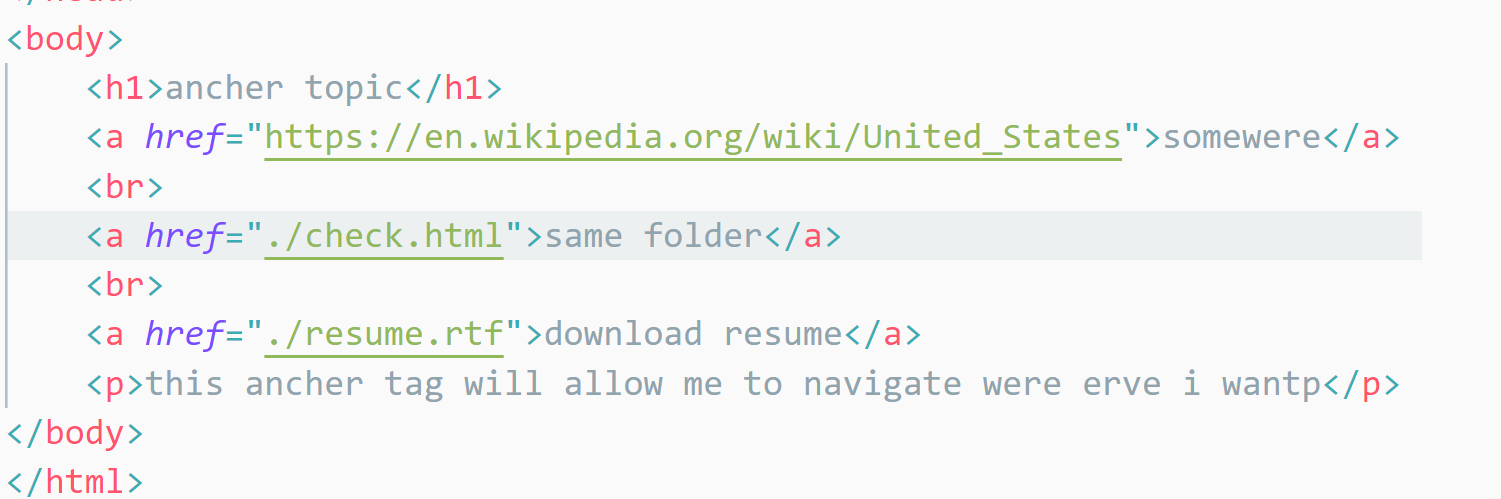 </head>
<body>
    <h1>ancher topic</h1>
    <a href="https://en.wikipedia.org/wiki/United_States">somewere</a>
    <br>
    <a href="./check.html">same folder</a>
    <br>
    <a href="./resume.rtf">download resume</a>
    <p>this ancher tag will allow me to navigate were erve i wantp</p>
</body>
</html>